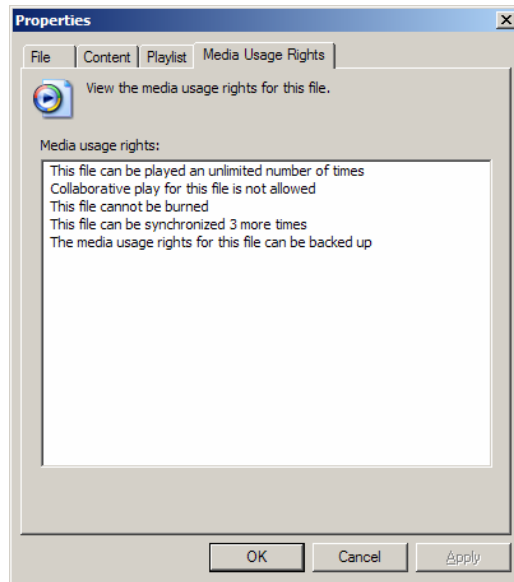 Properties
File Content Playlist Media Usage Rights
View the media usage rights for this file.
Media usage rights:
This file can be played an unlimited number of times
Collaborative play for this file is not allowed
This file cannot be burned
This file can be synchronized 3 more times
The media usage rights for this file can be backed up
OK Cancel Apply